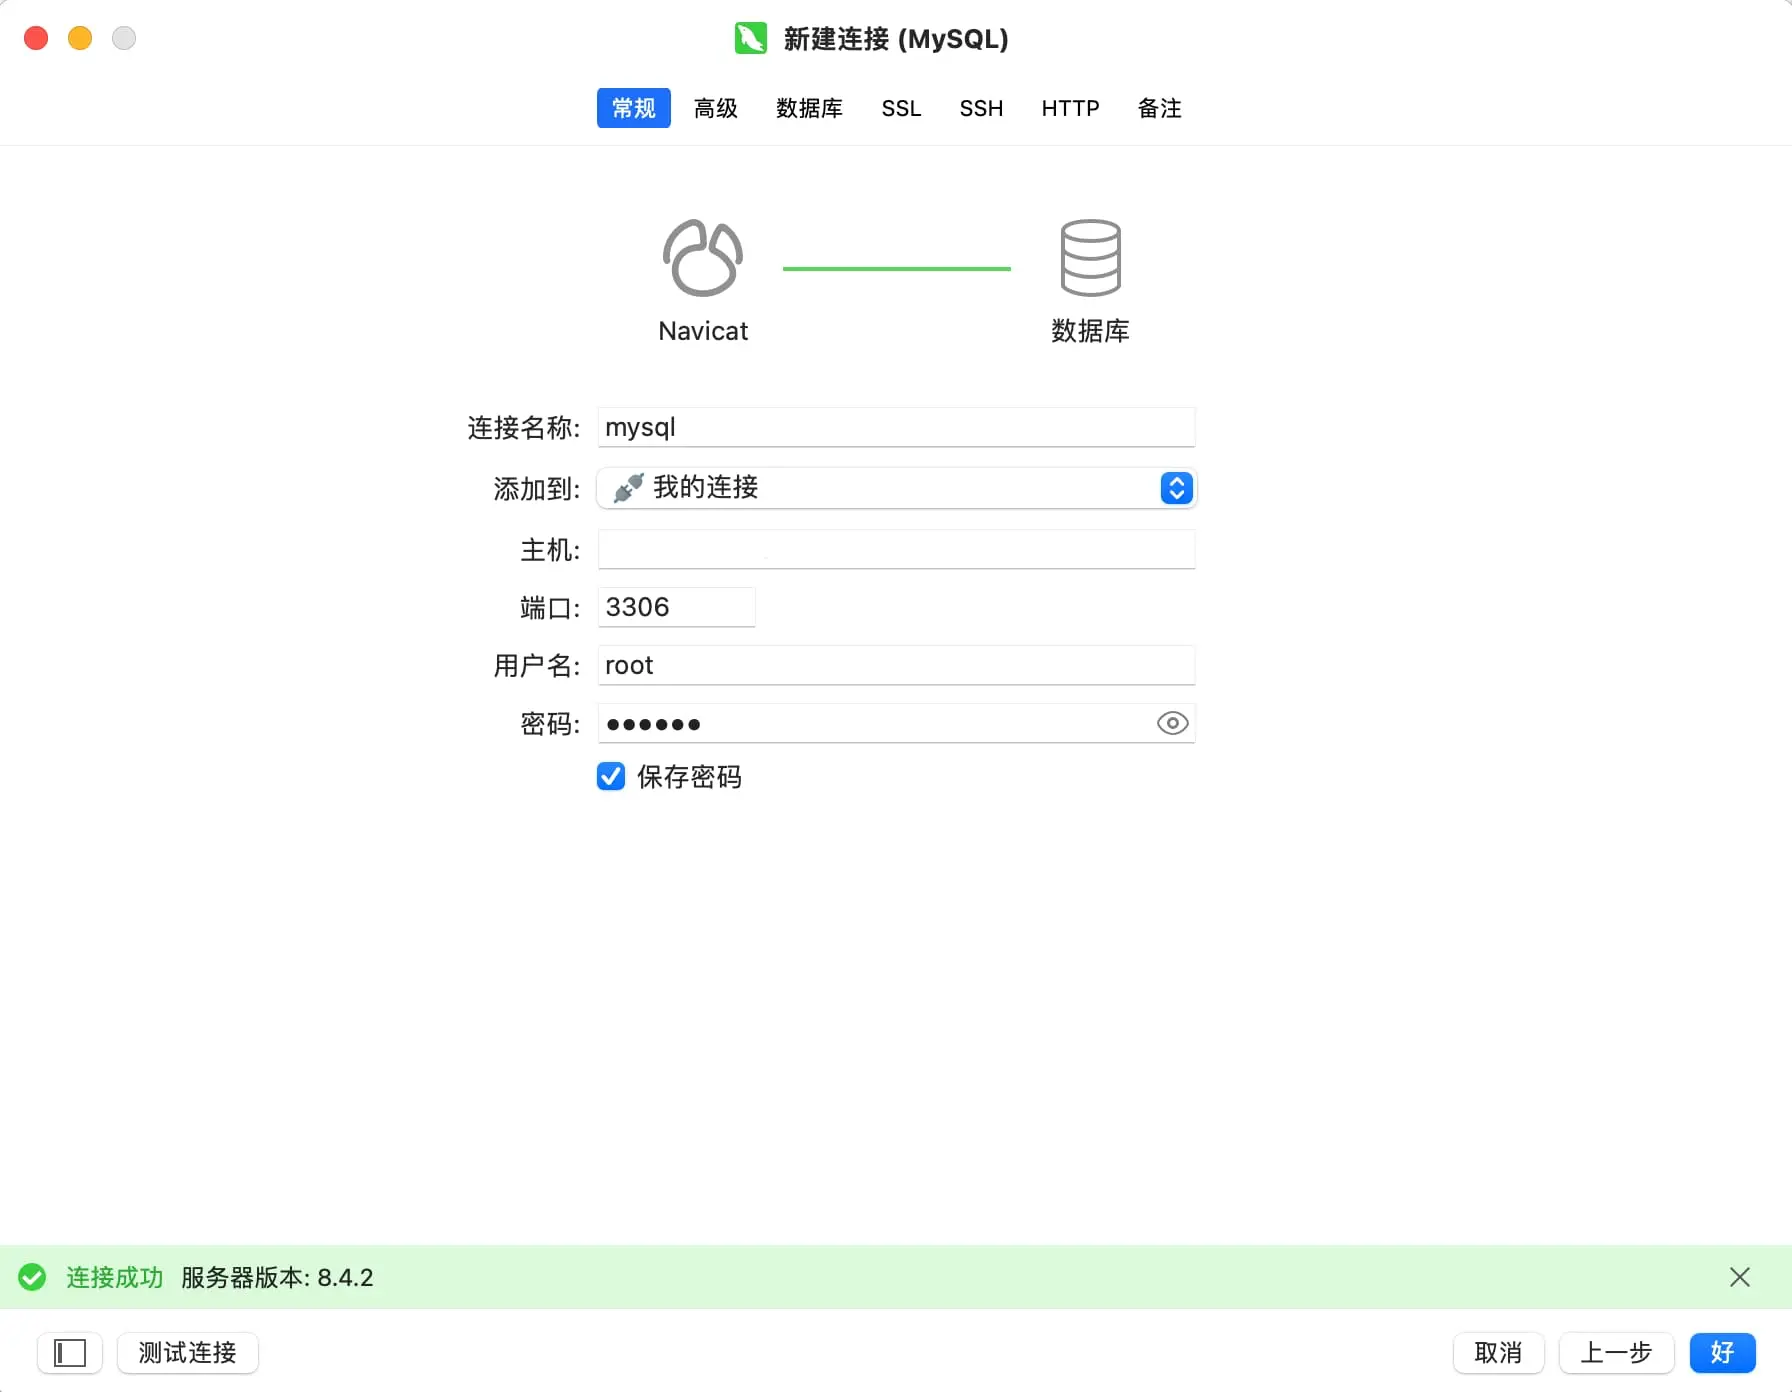 新建连接 (MySQL)
常规 高级 数据库 SSL SSH HTTP 备注
Navicat 数据库
连接名称: mysql
添加到: 我的连接
主机:
端口: 3306
用户名: root
密码: ●●●●●●
保存密码
连接成功 服务器版本: 8.4.2
测试连接 取消 上一步 好